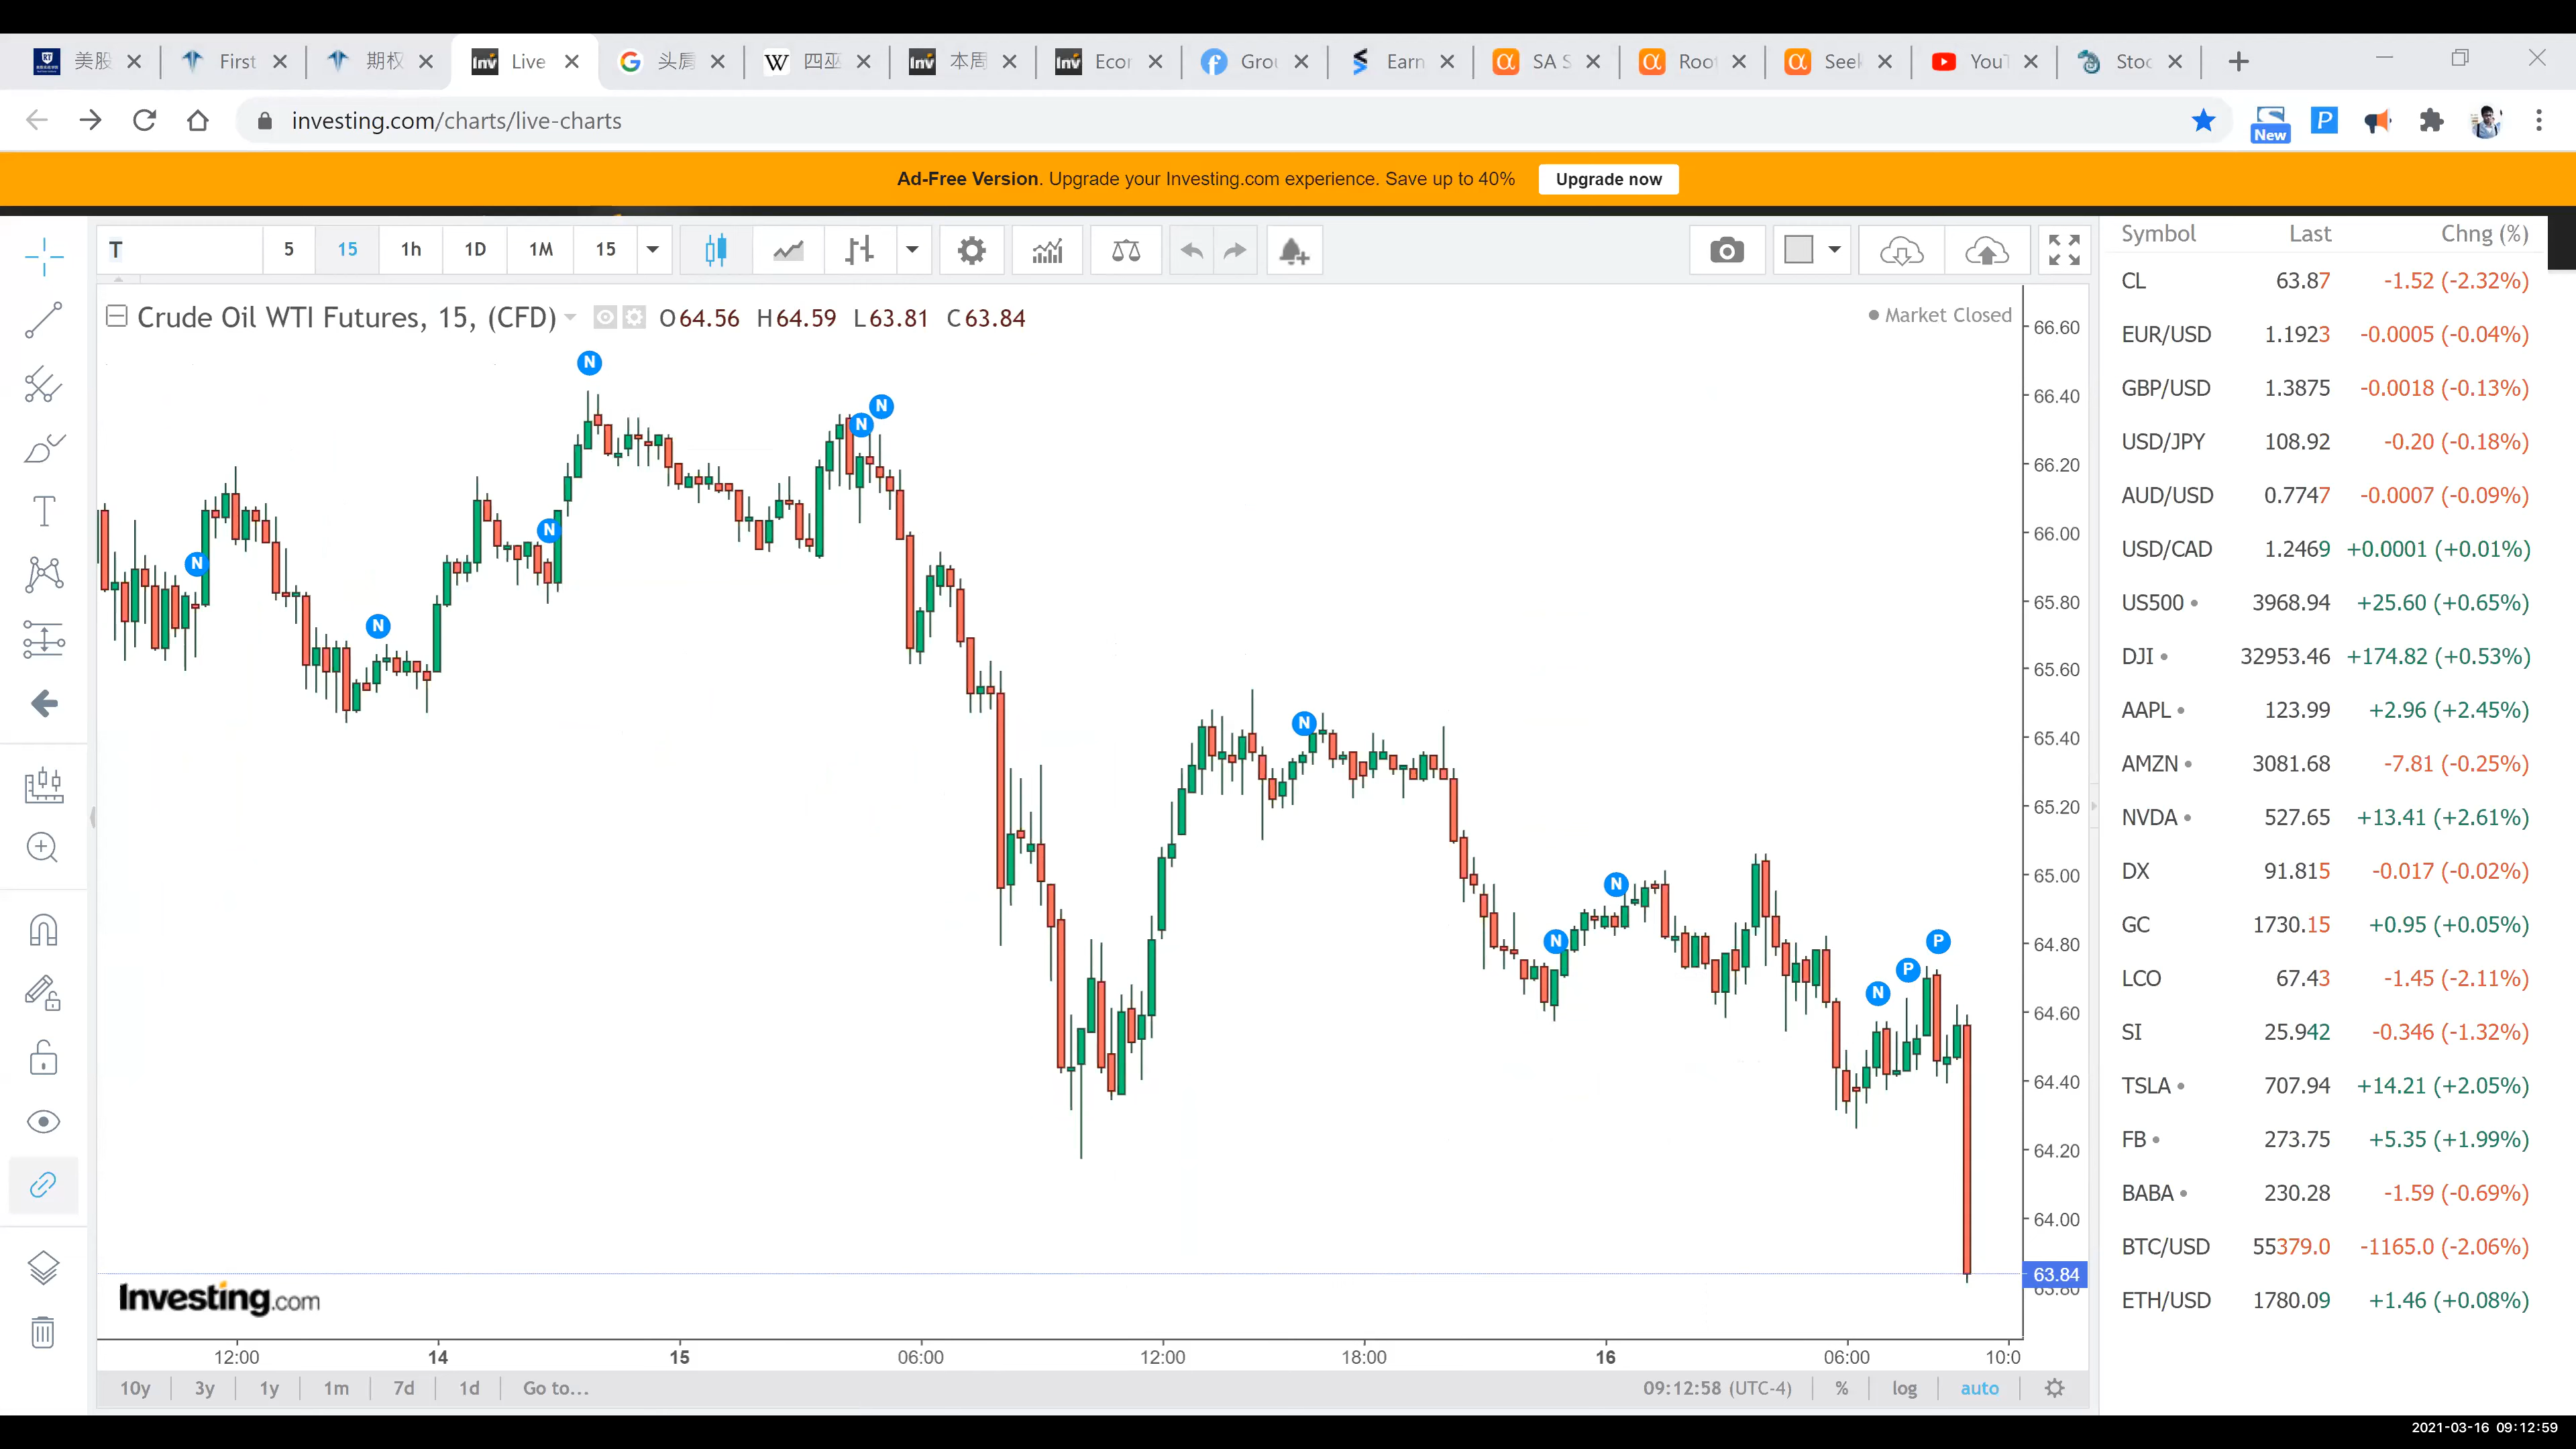 美股 First 期权 Live 头肩 四巫 本周 Econ Grou Earn SA S Root Seek YouT Stoc
investing.com/charts/live-charts
New
Ad-Free Version. Upgrade your Investing.com experience. Save up to 40% Upgrade now
T 5 15 1h 1D 1M 15
Crude Oil WTI Futures, 15, (CFD) O64.56 H64.59 L63.81 C63.84
Market Closed
N
N
N
N
N
N
N
N
N
N
P
P
66.60
66.40
66.20
66.00
65.80
65.60
65.40
65.20
65.00
64.80
64.60
64.40
64.20
64.00
63.84
63.80
Investing.com
12:00 14 15 06:00 12:00 18:00 16 06:00 10:0
10y 3y 1y 1m 7d 1d Go to... 09:12:58 (UTC-4) % log auto
Symbol Last Chng (%)
CL 63.87 -1.52 (-2.32%)
EUR/USD 1.1923 -0.0005 (-0.04%)
GBP/USD 1.3875 -0.0018 (-0.13%)
USD/JPY 108.92 -0.20 (-0.18%)
AUD/USD 0.7747 -0.0007 (-0.09%)
USD/CAD 1.2469 +0.0001 (+0.01%)
US500 3968.94 +25.60 (+0.65%)
DJI 32953.46 +174.82 (+0.53%)
AAPL 123.99 +2.96 (+2.45%)
AMZN 3081.68 -7.81 (-0.25%)
NVDA 527.65 +13.41 (+2.61%)
DX 91.815 -0.017 (-0.02%)
GC 1730.15 +0.95 (+0.05%)
LCO 67.43 -1.45 (-2.11%)
SI 25.942 -0.346 (-1.32%)
TSLA 707.94 +14.21 (+2.05%)
FB 273.75 +5.35 (+1.99%)
BABA 230.28 -1.59 (-0.69%)
BTC/USD 55379.0 -1165.0 (-2.06%)
ETH/USD 1780.09 +1.46 (+0.08%)
2021-03-16 09:12:59